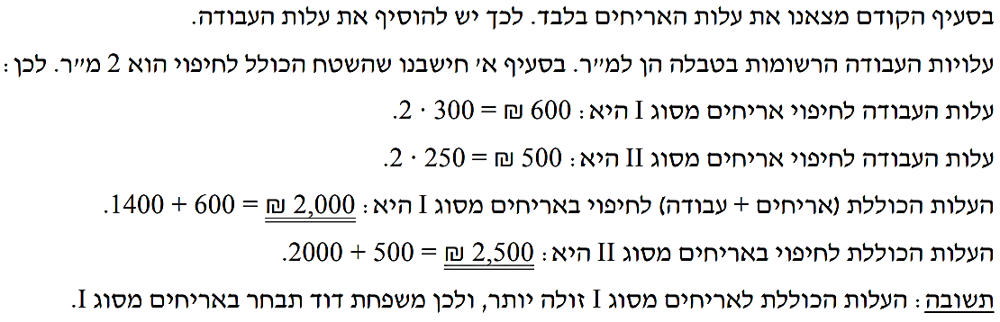 בסעיף הקודם מצאנו את עלות האריחים בלבד. לכך יש להוסיף את עלות העבודה.
עלויות העבודה הרשומות בטבלה הן למ״ר. בסעיף א׳ חישבנו שהשטח הכולל לחיפוי הוא 2 מ״ר. לכן:
עלות העבודה לחיפוי אריחים מסוג I היא: 2 · 300 = ₪ 600.
עלות העבודה לחיפוי אריחים מסוג II היא: 2 · 250 = ₪ 500.
העלות הכוללת (אריחים + עבודה) לחיפוי באריחים מסוג I היא: 1400 + 600 = ₪ 2,000.
העלות הכוללת לחיפוי באריחים מסוג II היא: 2000 + 500 = ₪ 2,500.
תשובה: העלות הכוללת לאריחים מסוג I זולה יותר, ולכן משפחת דוד תבחר באריחים מסוג I.